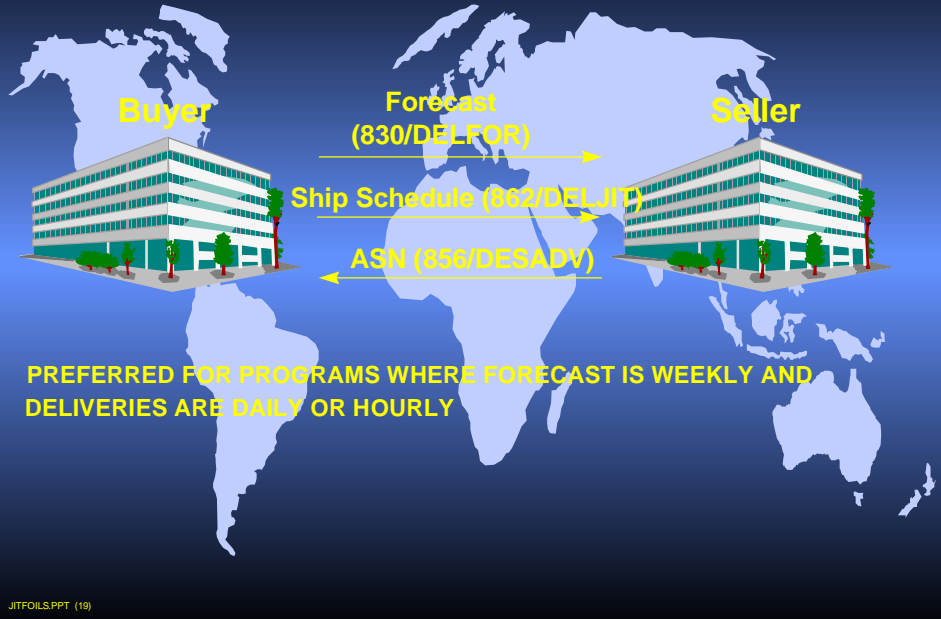 Buyer
Forecast
(830/DELFOR)
Seller
Ship Schedule (862/DELJIT)
ASN (856/DESADV)
PREFERRED FOR PROGRAMS WHERE FORECAST IS WEEKLY AND
DELIVERIES ARE DAILY OR HOURLY
JITFOILS.PPT (19)